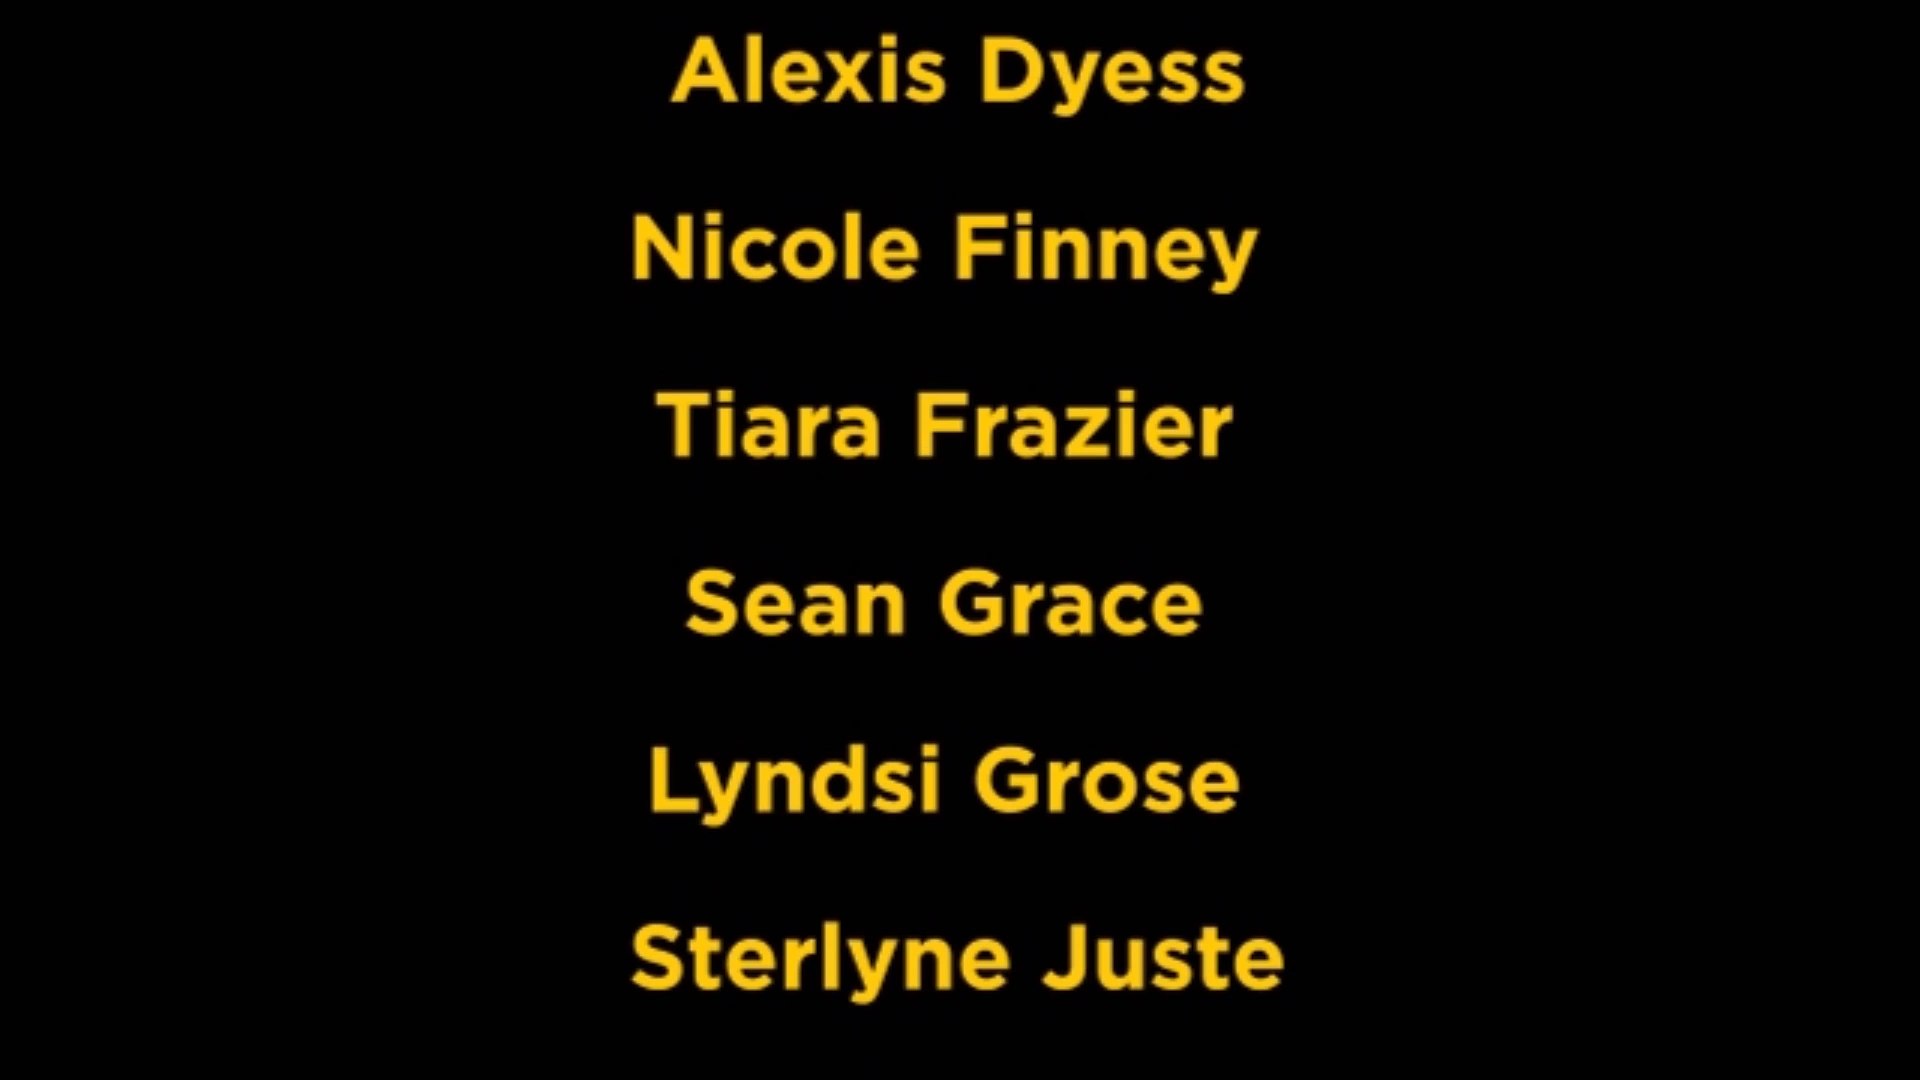 Alexis Dyess
Nicole Finney
Tiara Frazier
Sean Grace
Lyndsi Grose
Sterlyne Juste